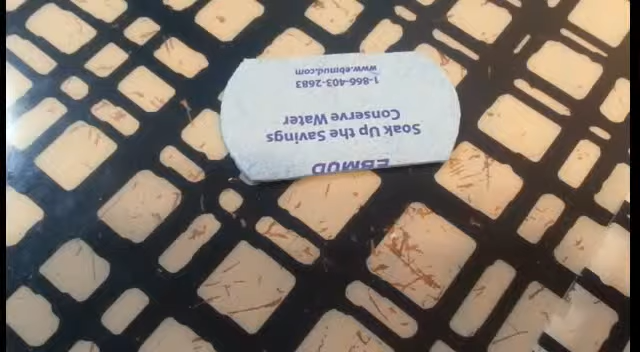 EBMUD
Soak Up the Savings
Conserve Water
1-866-403-2683
www.ebmud.com